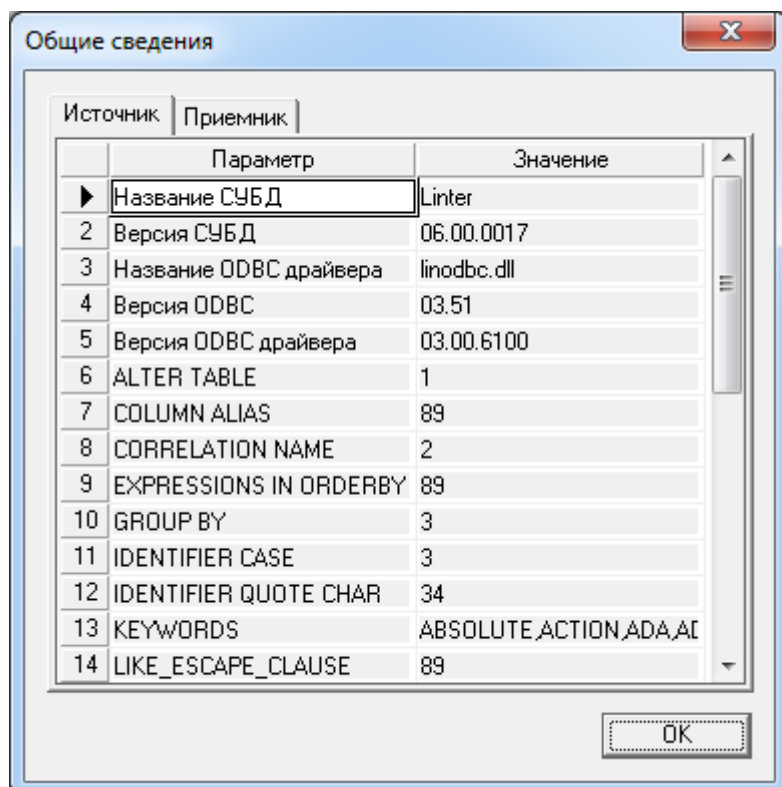 Общие сведения
Источник Приемник
Параметр Значение
Название СУБД Linter
2 Версия СУБД 06.00.0017
3 Название ODBC драйвера linodbc.dll
4 Версия ODBC 03.51
5 Версия ODBC драйвера 03.00.6100
6 ALTER TABLE 1
7 COLUMN ALIAS 89
8 CORRELATION NAME 2
9 EXPRESSIONS IN ORDERBY 89
10 GROUP BY 3
11 IDENTIFIER CASE 3
12 IDENTIFIER QUOTE CHAR 34
13 KEYWORDS ABSOLUTE,ACTION,ADA,AD
14 LIKE_ESCAPE_CLAUSE 89
OK